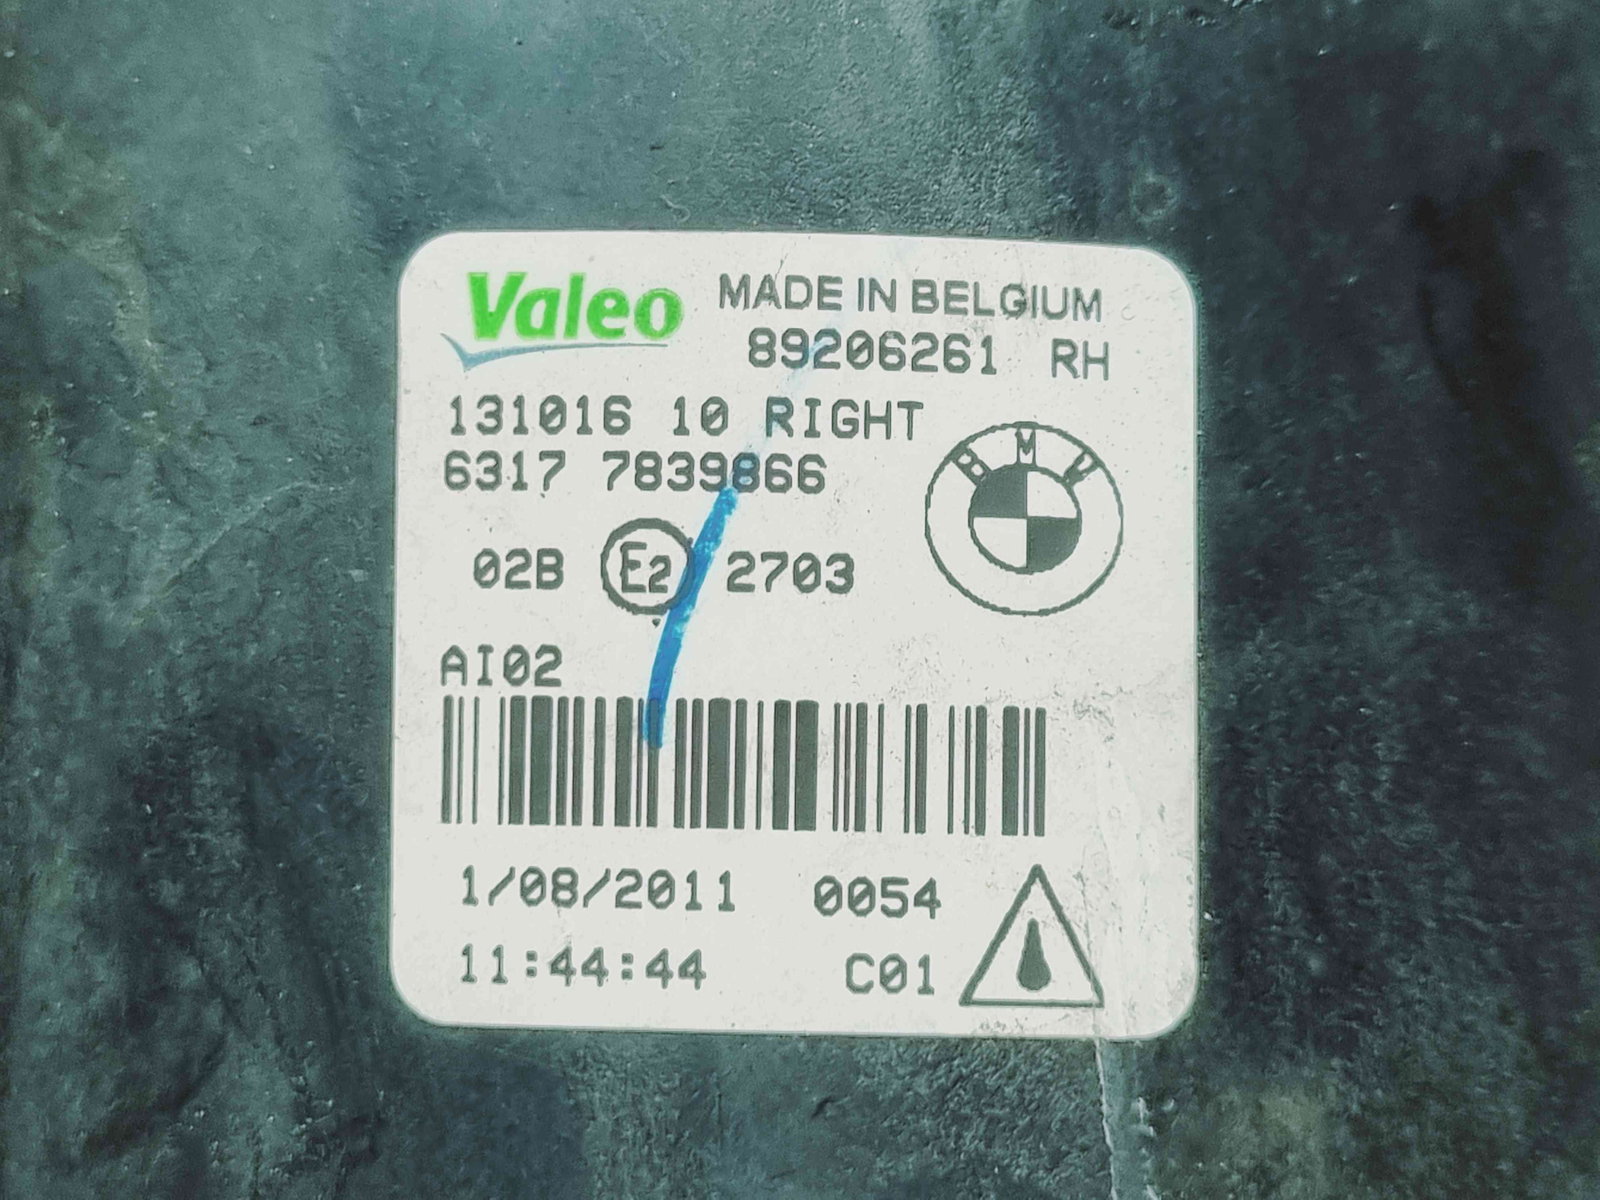 Valeo MADE IN BELGIUM
89206261 RH
131016 10 RIGHT
6317 7839866
BMW
02B E2 2703
AI02
1/08/2011 0054
11:44:44 C01